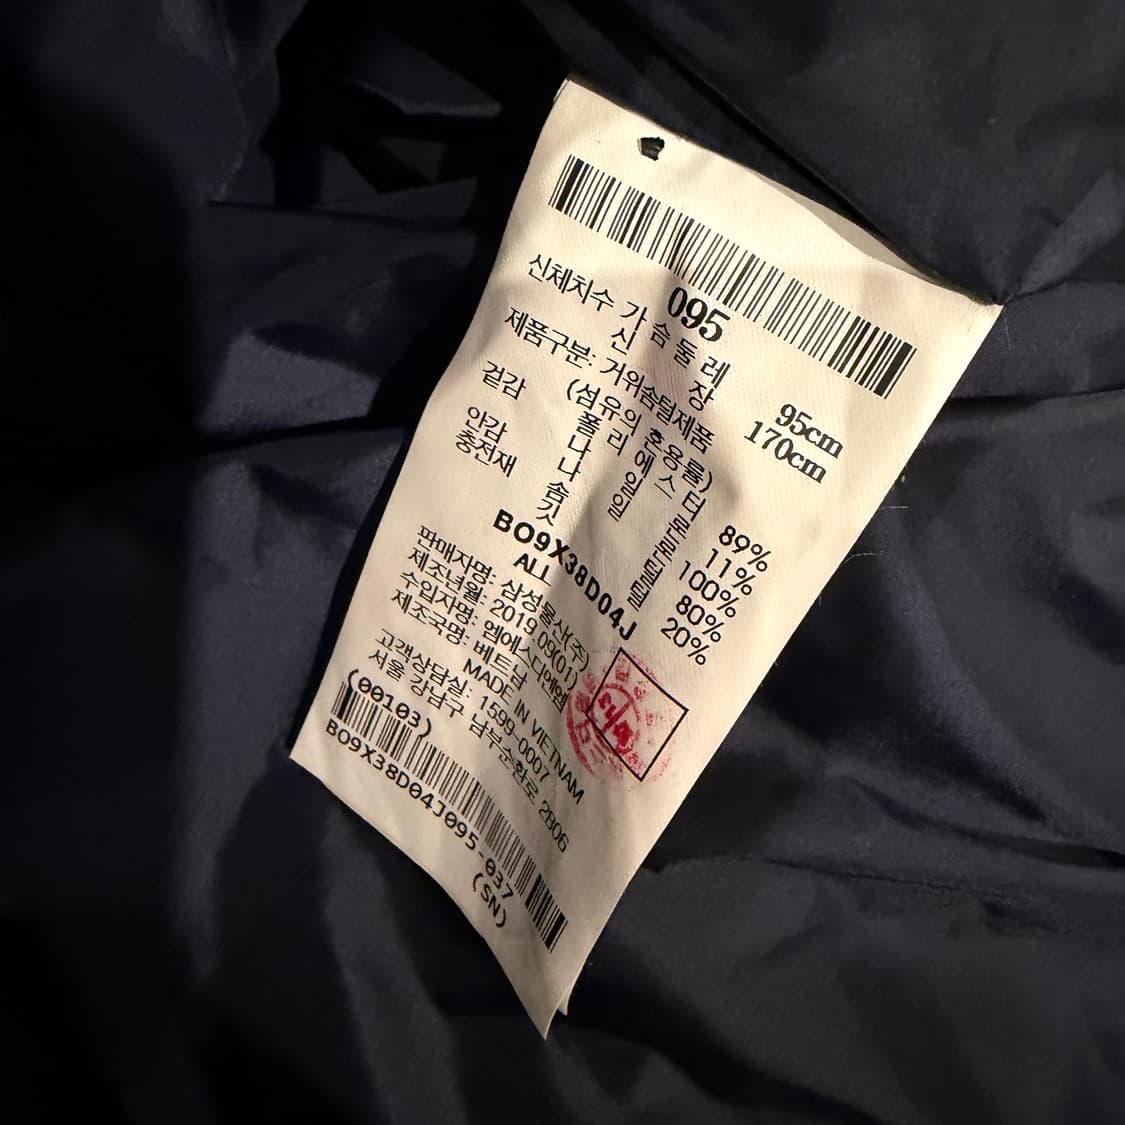 095
신체치수 가슴둘레 95cm
신장 170cm
제품구분: 거위솜털제품
(섬유의 혼용률)
겉감 폴리에스터 89%
나일론 11%
안감 나일론 100%
충전재 솜털 80%
깃털 20%
BO9X38D04J
ALL
판매자명: 삼성물산(주)
제조년월: 2019.09(01)
수입자명: 엠에스디에엠
제조국명: 베트남
MADE IN VIETNAM
고객상담실: 1599-0007
서울 강남구 남부순환로 2806
(00103)
BO9X38D04J095-037
(SN)